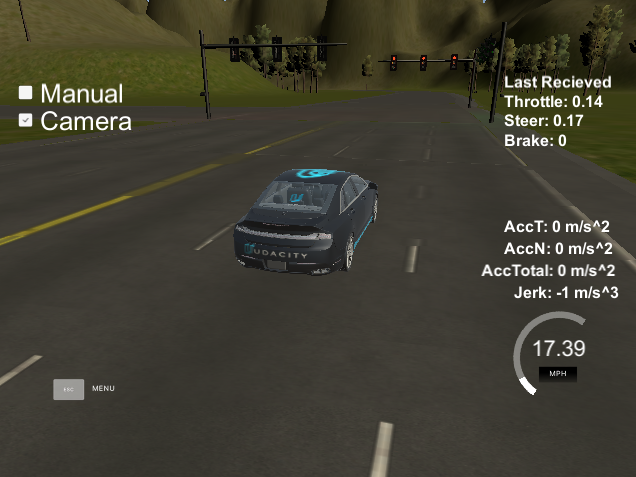 Manual
Camera
Last Recieved
Throttle: 0.14
Steer: 0.17
Brake: 0
UDACITY
AccT: 0 m/s^2
AccN: 0 m/s^2
AccTotal: 0 m/s^2
Jerk: -1 m/s^3
17.39
MPH
ESC
MENU